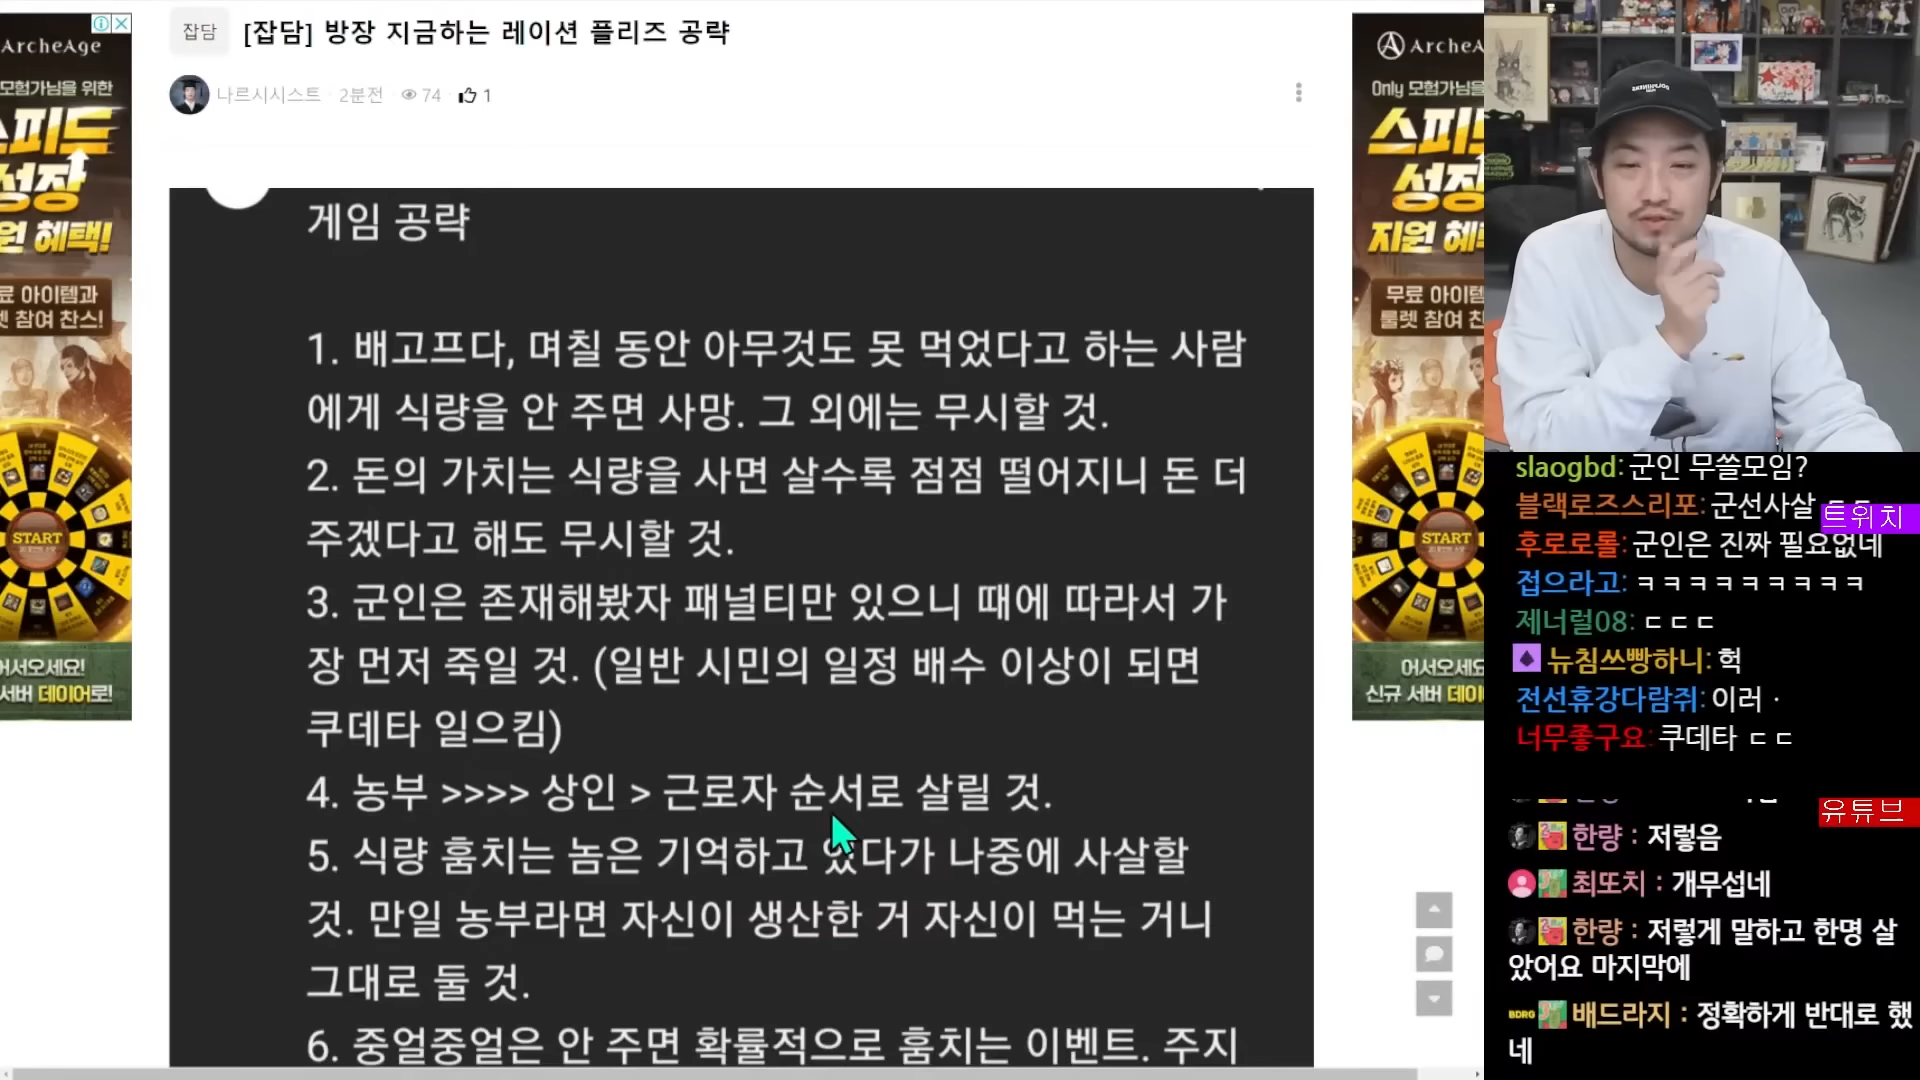 잡담
[잡담] 방장 지금하는 레이션 플리즈 공략
나르시시스트 · 2분전 · 74 · 1
게임 공략
1. 배고프다, 며칠 동안 아무것도 못 먹었다고 하는 사람
에게 식량을 안 주면 사망. 그 외에는 무시할 것.
2. 돈의 가치는 식량을 사면 살수록 점점 떨어지니 돈 더
주겠다고 해도 무시할 것.
3. 군인은 존재해봤자 패널티만 있으니 때에 따라서 가
장 먼저 죽일 것. (일반 시민의 일정 배수 이상이 되면
쿠데타 일으킴)
4. 농부 >>>> 상인 > 근로자 순서로 살릴 것.
5. 식량 훔치는 놈은 기억하고 있다가 나중에 사살할
것. 만일 농부라면 자신이 생산한 거 자신이 먹는 거니
그대로 둘 것.
6. 중얼중얼은 안 주면 확률적으로 훔치는 이벤트. 주지
ArcheAge
모험가님을 위한
스피드
성장
원 혜택!
료 아이템과
참여 찬스!
START
어서오세요!
서버 데이어로!
ArcheA
Only 모험가님을
스피
성장
지원 혜
무료 아이템
룰렛 참여 찬
START
어서오세요
신규 서버 데이
slaogbd: 군인 무쓸모임?
블랙로즈스리포: 군선사살 ㄷㄷ
트위치
후로로롤: 군인은 진짜 필요없네
접으라고: ㅋㅋㅋㅋㅋㅋㅋㅋㅋ
제너럴08: ㄷㄷㄷ
뉴침쓰빵하니: 헉
전선휴강다람쥐: 이러 ·
너무좋구요: 쿠데타 ㄷㄷ
유튜브
한량 : 저렇음
최또치 : 개무섭네
한량 : 저렇게 말하고 한명 살
았어요 마지막에
BDRG 배드라지 : 정확하게 반대로 했
네